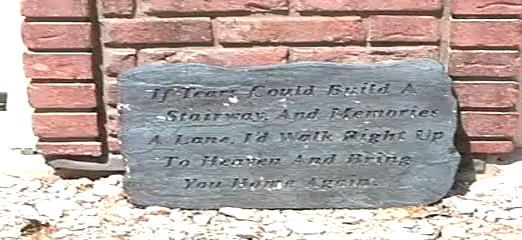 If Tears Could Build A
Stairway, And Memories
A Lane, I'd Walk Right Up
To Heaven And Bring
You Home Again.